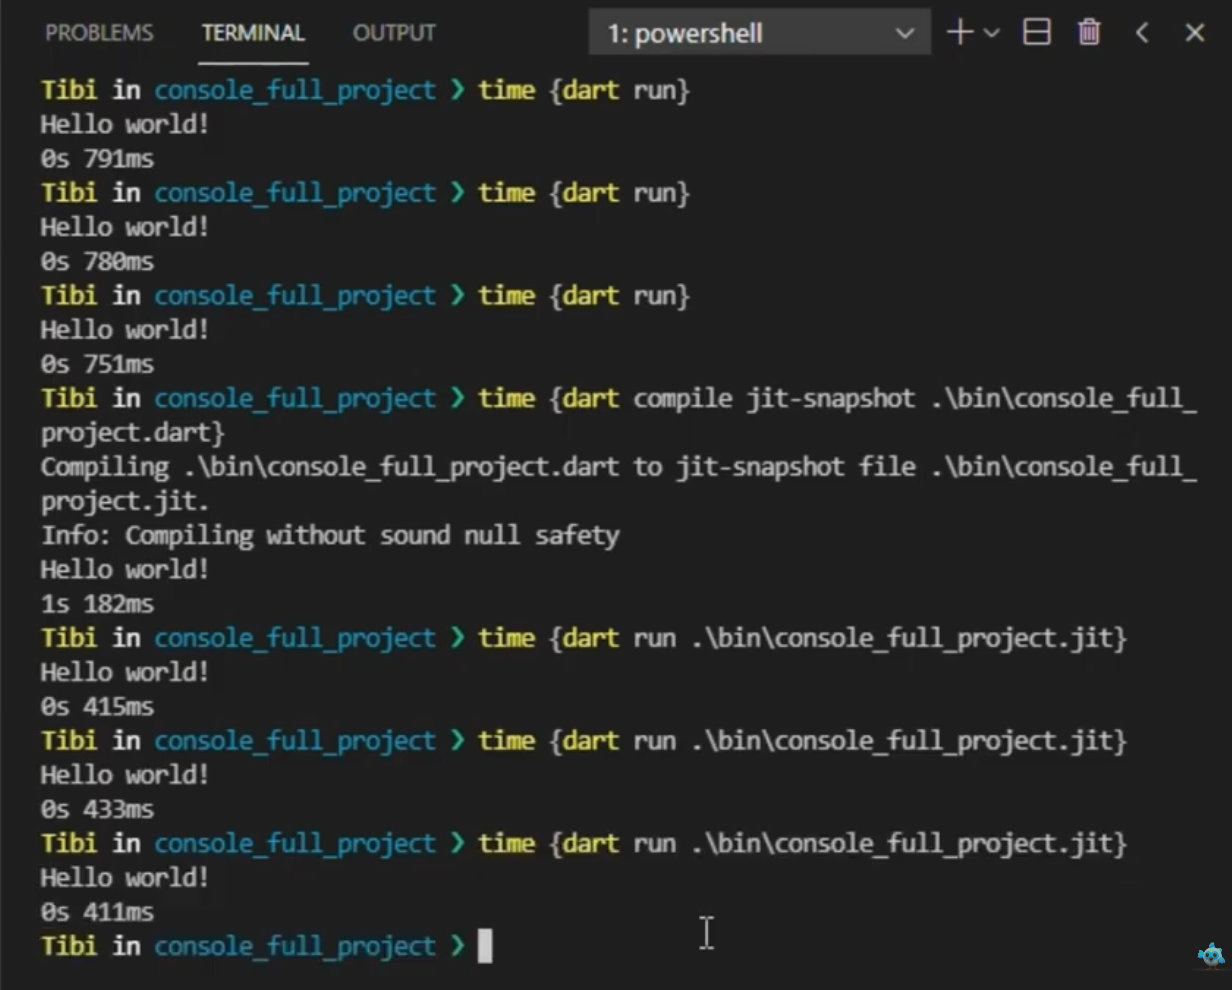 PROBLEMS TERMINAL OUTPUT 1: powershell
Tibi in console_full_project ❯ time {dart run}
Hello world!
0s 791ms
Tibi in console_full_project ❯ time {dart run}
Hello world!
0s 780ms
Tibi in console_full_project ❯ time {dart run}
Hello world!
0s 751ms
Tibi in console_full_project ❯ time {dart compile jit-snapshot .\bin\console_full_
project.dart}
Compiling .\bin\console_full_project.dart to jit-snapshot file .\bin\console_full_
project.jit.
Info: Compiling without sound null safety
Hello world!
1s 182ms
Tibi in console_full_project ❯ time {dart run .\bin\console_full_project.jit}
Hello world!
0s 415ms
Tibi in console_full_project ❯ time {dart run .\bin\console_full_project.jit}
Hello world!
0s 433ms
Tibi in console_full_project ❯ time {dart run .\bin\console_full_project.jit}
Hello world!
0s 411ms
Tibi in console_full_project ❯